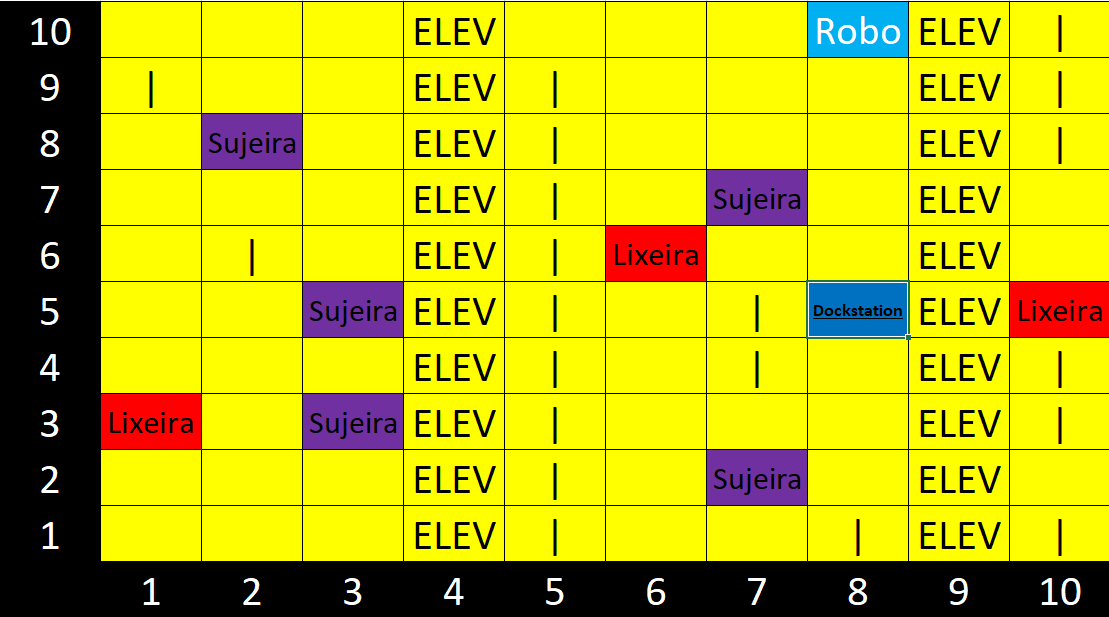 10 ELEV Robo ELEV |
9 | ELEV | ELEV |
8 Sujeira ELEV | ELEV |
7 ELEV | Sujeira ELEV
6 | ELEV | Lixeira ELEV
5 Sujeira ELEV | | Dockstation ELEV Lixeira
4 ELEV | | ELEV |
3 Lixeira Sujeira ELEV | ELEV |
2 ELEV | Sujeira ELEV
1 ELEV | | ELEV |
1 2 3 4 5 6 7 8 9 10